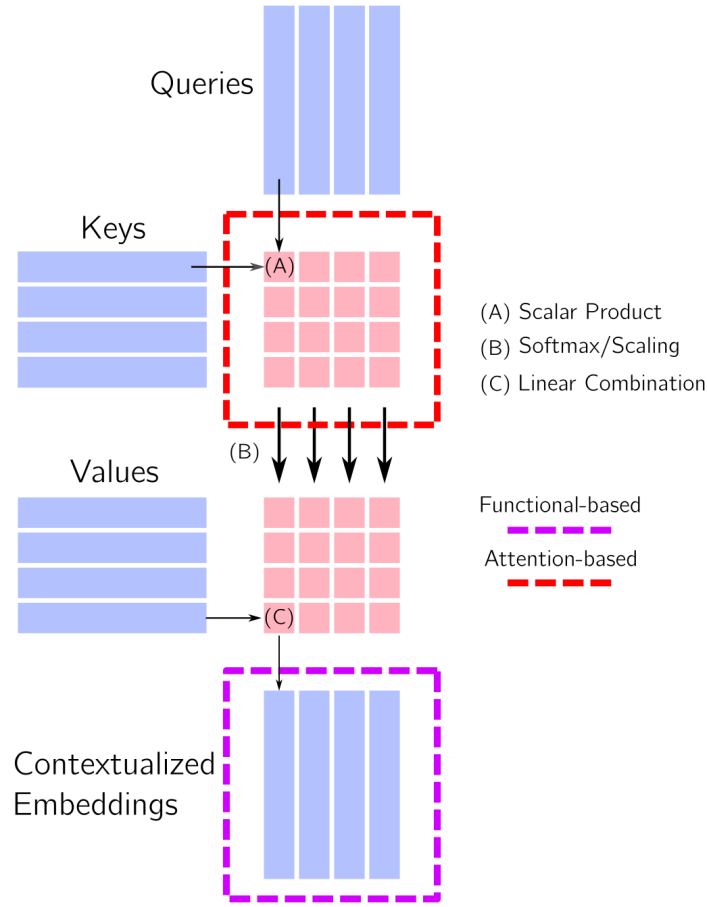 Queries
Keys
(A)
(A) Scalar Product
(B) Softmax/Scaling
(C) Linear Combination
(B)
Values
Functional-based
Attention-based
(C)
Contextualized
Embeddings